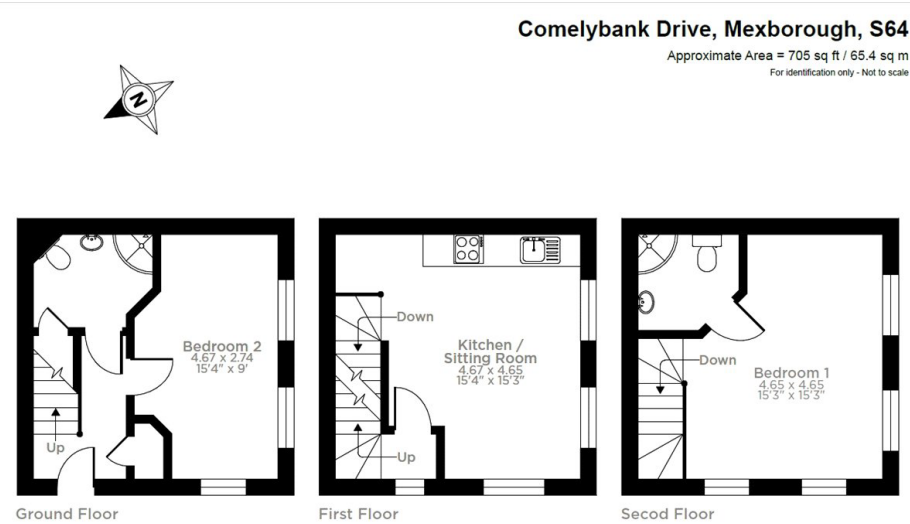 Comelybank Drive, Mexborough, S64
Approximate Area = 705 sq ft / 65.4 sq m
For identification only - Not to scale
N
Bedroom 2
4.67 x 2.74
15'4" x 9'
Up
Ground Floor
Down
Kitchen /
Sitting Room
4.67 x 4.65
15'4" x 15'3"
Up
First Floor
Down
Bedroom 1
4.65 x 4.65
15'3" x 15'3"
Secod Floor